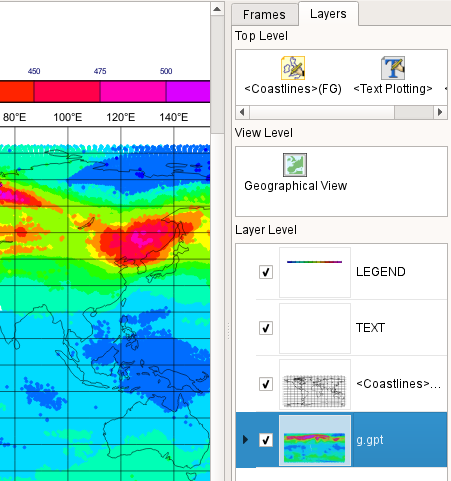 Frames Layers
Top Level
<Coastlines>(FG) <Text Plotting> <
View Level
Geographical View
Layer Level
LEGEND
TEXT
<Coastlines>...
g.gpt
450 475 500
80°E 100°E 120°E 140°E